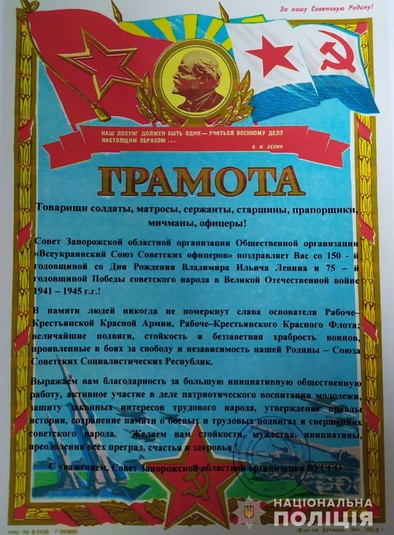 За нашу Советскую Родину!
НАШ ЛОЗУНГ ДОЛЖЕН БЫТЬ ОДИН — УЧИТЬСЯ ВОЕННОМУ ДЕЛУ
НАСТОЯЩИМ ОБРАЗОМ ...
В. И. ЛЕНИН
ГРАМОТА
Товарищи солдаты, матросы, сержанты, старшины, прапорщики,
мичманы, офицеры!
Совет Запорожской областной организации Общественной организации
«Всеукраинский Союз Советских офицеров» поздравляет Вас со 150 - й
годовщиной со Дня Рождения Владимира Ильича Ленина и 75 – й
годовщиной Победы советского народа в Великой Отечественной войне
1941 – 1945 г.г.!
В памяти людей никогда не померкнут слава основателя Рабоче-
Крестьянской Красной Армии, Рабоче-Крестьянского Красного Флота;
величайшие подвиги, стойкость и беззаветная храбрость воинов,
проявленные в боях за свободу и независимость нашей Родины – Союза
Советских Социалистических Республик.
Выражаем вам благодарность за большую инициативную общественную
работу, активное участие в деле патриотического воспитания молодежи,
защиту законных интересов трудового народа, утверждение правды
истории, сохранение памяти о боевых и трудовых подвигах и свершениях
советского народа. Желаем вам стойкости, мужества, инициативы,
преодоления всех преград, счастья и здоровья!
С уважением, Совет Запорожской областной организации ВУССО
НАЦІОНАЛЬНА
ПОЛІЦІЯ